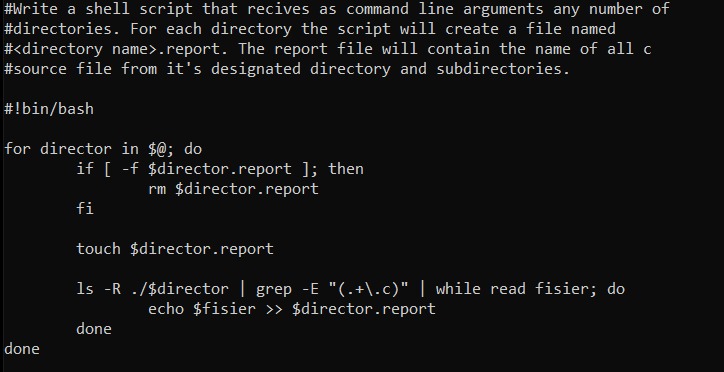 #Write a shell script that recives as command line arguments any number of
#directories. For each directory the script will create a file named
#<directory name>.report. The report file will contain the name of all c
#source file from it's designated directory and subdirectories.

#!bin/bash

for director in $@; do
        if [ -f $director.report ]; then
                rm $director.report
        fi

        touch $director.report

        ls -R ./$director | grep -E "(.+\.c)" | while read fisier; do
                echo $fisier >> $director.report
        done
done